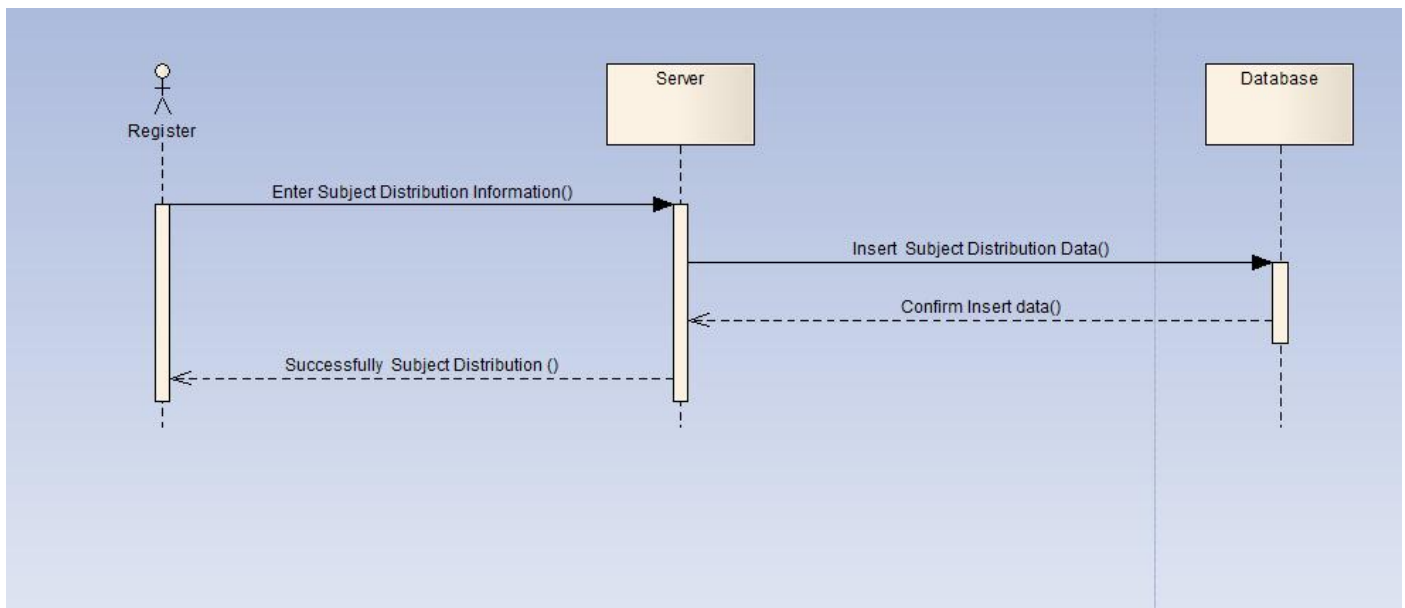 Server
Database
Register
Enter Subject Distribution Information()
Insert Subject Distribution Data()
Confirm Insert data()
Successfully Subject Distribution ()